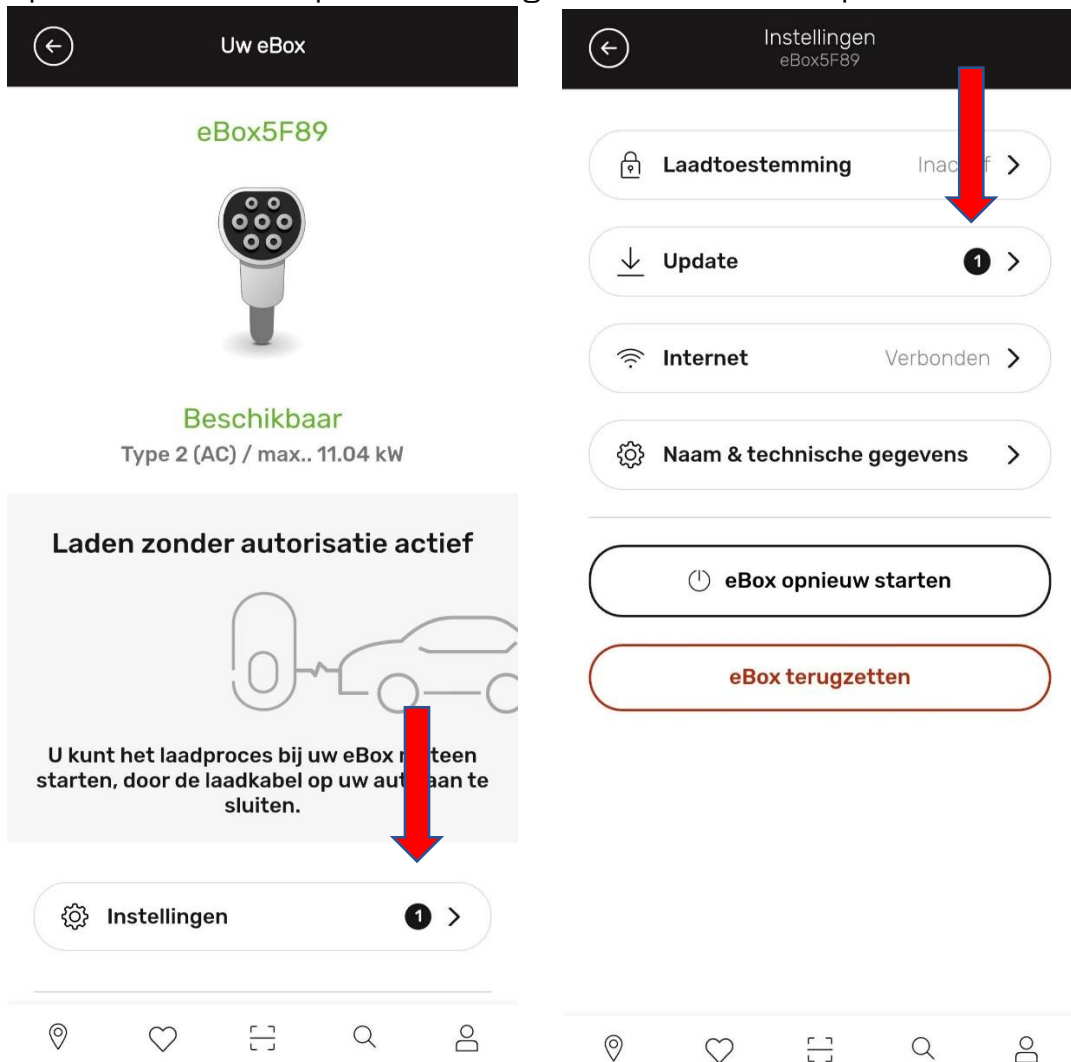 Uw eBox
eBox5F89
Beschikbaar
Type 2 (AC) / max.. 11.04 kW
Laden zonder autorisatie actief
U kunt het laadproces bij uw eBox
starten, door de laadkabel op uw aan te
sluiten.
Instellingen 1
Instellingen
eBox5F89
Laadtoestemming
Update 1
Internet Verbonden
Naam & technische gegevens
eBox opnieuw starten
eBox terugzetten